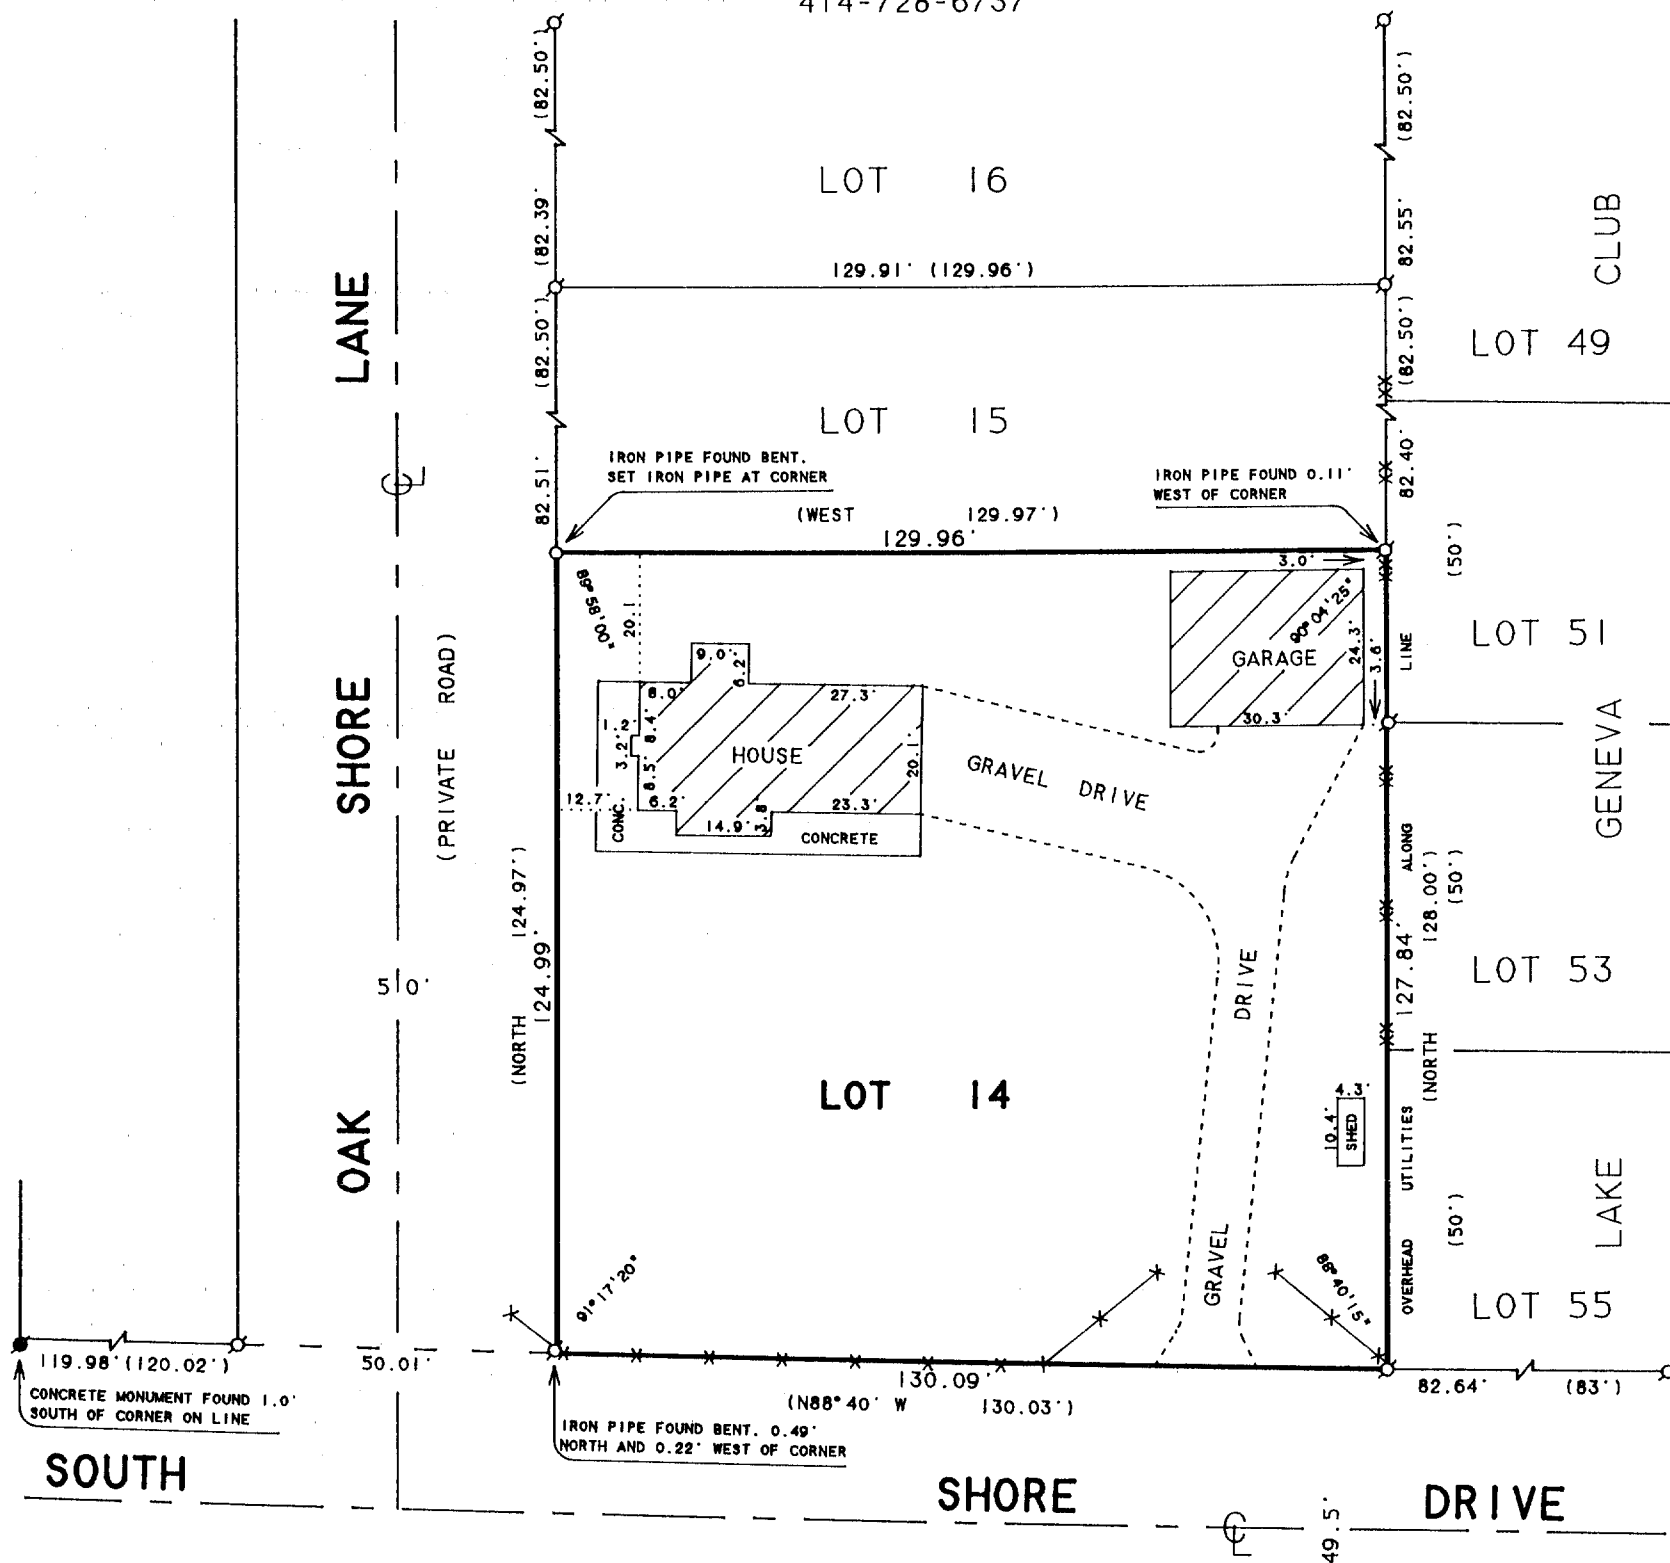 414-728-6737
(82.50')
(82.50')
LOT 16
82.39'
82.55'
CLUB
129.91' (129.96')
LANE
(82.50')
(82.50')
LOT 49
LOT 15
IRON PIPE FOUND BENT.
SET IRON PIPE AT CORNER
IRON PIPE FOUND 0.11'
WEST OF CORNER
82.51'
82.40'
(WEST 129.97')
129.96'
3.0'
(50')
89°58'00"
20.1
90°04'25"
24.3'
3.6'
LINE
LOT 51
GARAGE
30.3'
SHORE
(PRIVATE ROAD)
9.0'
6.2'
8.0'
27.3'
1.2'
8.4'
3.2'
HOUSE
20.1'
8.5'
12.7'
6.2'
14.9'
3.8'
23.3'
CONC.
CONCRETE
GRAVEL DRIVE
GENEVA
ALONG
(NORTH 124.97')
124.99'
(NORTH 128.00')
127.84'
(50')
50'
DRIVE
LOT 53
LOT 14
4.3'
10.4'
SHED
UTILITIES
OAK
LAKE
(50')
GRAVEL
91°17'20"
88°40'15"
OVERHEAD
LOT 55
119.98'(120.02')
50.01'
130.09'
(N88°40' W 130.03')
82.64' (83')
CONCRETE MONUMENT FOUND 1.0'
SOUTH OF CORNER ON LINE
IRON PIPE FOUND BENT. 0.49'
NORTH AND 0.22' WEST OF CORNER
SOUTH SHORE DRIVE
49.5'